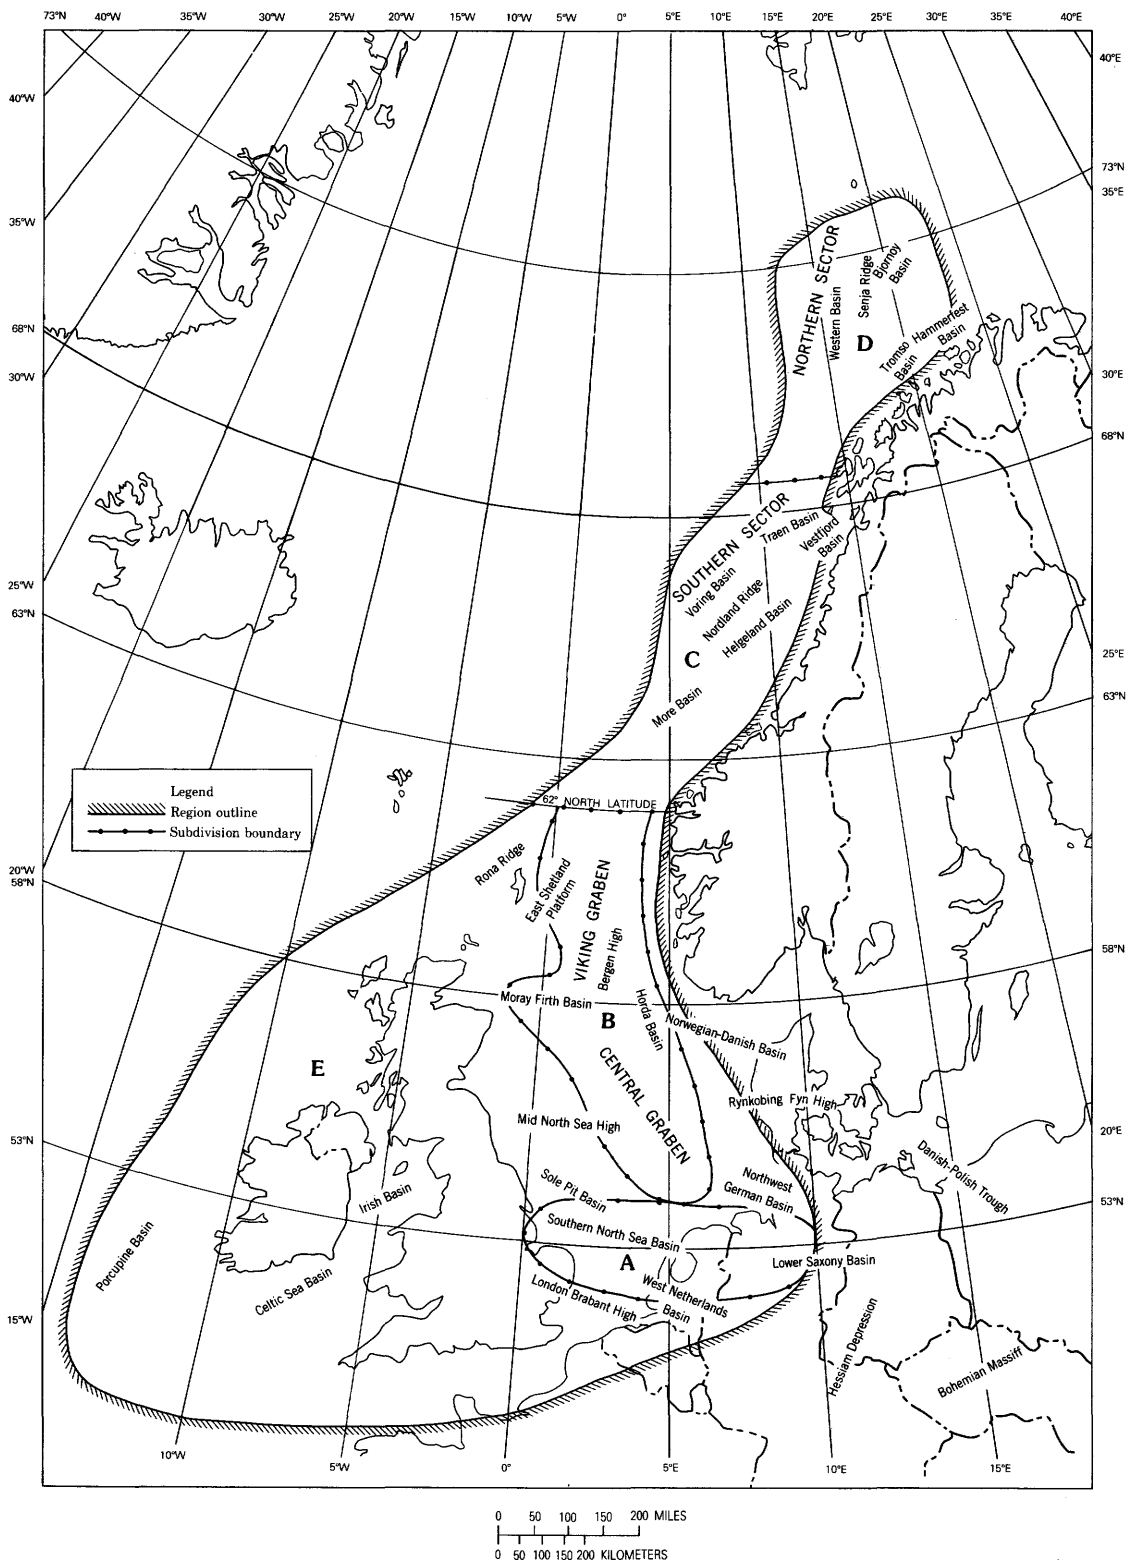 73°N 40°W 35°W 30°W 25°W 20°W 15°W 10°W 5°W 0° 5°E 10°E 15°E 20°E 25°E 30°E 35°E 40°E
40°E
40°W
73°N
35°E
35°W
NORTHERN SECTOR
Western Basin
Senja Ridge
Bjornoy
Basin
D
Tromso
Basin
Hammerfest
Basin
68°N
30°W
30°E
68°N
SOUTHERN SECTOR
Traen Basin
Vestfjord
Basin
Voring Basin
Nordland Ridge
Helgeland Basin
25°W
63°N
C
25°E
63°N
More Basin
Legend
Region outline
Subdivision boundary
62° NORTH LATITUDE
20°W
58°N
Rona Ridge
East Shetland
Platform
VIKING GRABEN
Bergen High
58°N
Moray Firth Basin
B
Horda Basin
Norwegian-Danish Basin
E
CENTRAL GRABEN
Rynkobing Fyn High
Mid North Sea High
53°N
20°E
Danish-Polish Trough
53°N
Sole Pit Basin
Northwest
German Basin
Irish Basin
Southern North Sea Basin
Porcupine Basin
A
Lower Saxony Basin
Celtic Sea Basin
London Brabant High
West Netherlands
Basin
15°W
Hessiam Depression
Bohemian Massiff
10°W
5°W
0°
5°E
10°E
15°E
0 50 100 150 200 MILES
0 50 100 150 200 KILOMETERS